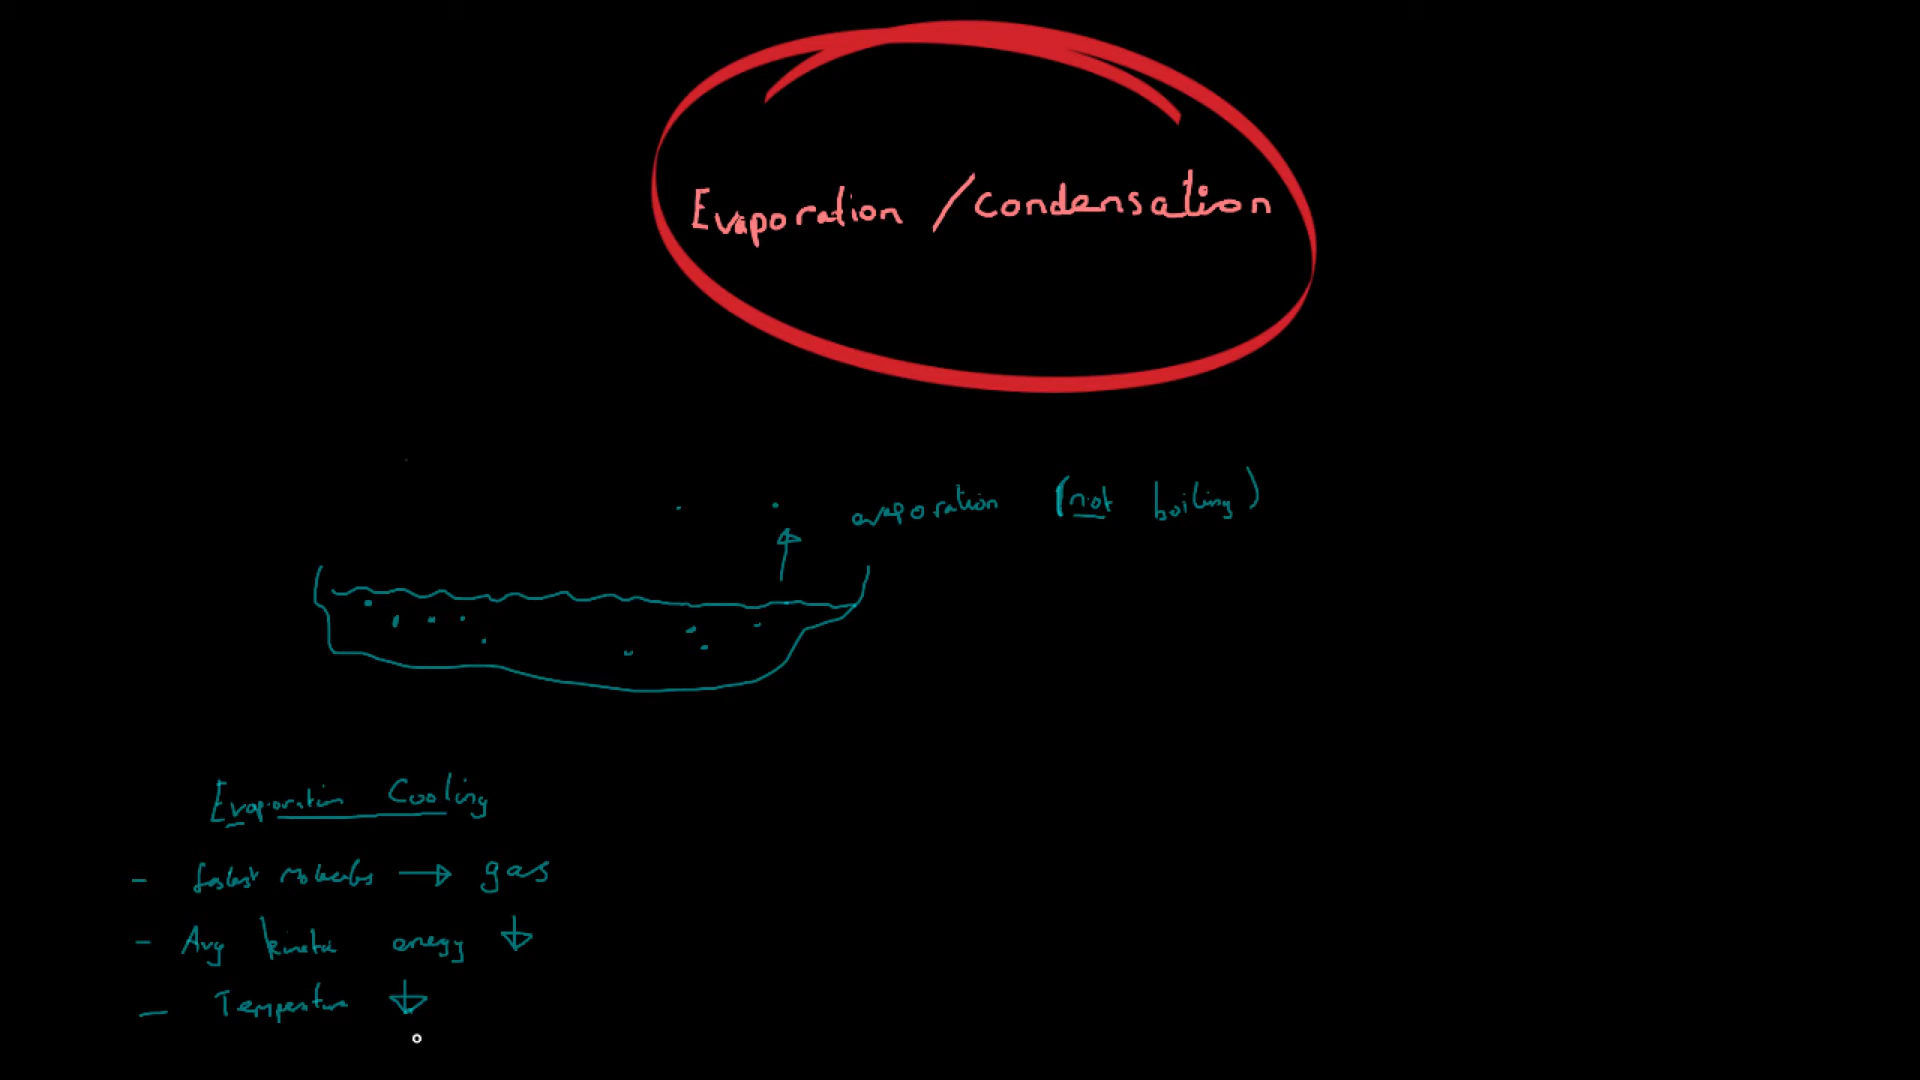 Evaporation / condensation
evaporation (not boiling)
Evaporation Cooling
- fastest molecules → gas
- Avg kinetic energy ↓
- Temperature ↓